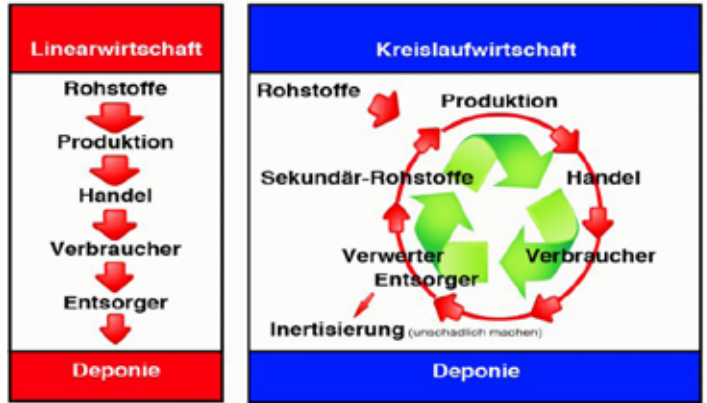 Linearwirtschaft
Rohstoffe
Produktion
Handel
Verbraucher
Entsorger
Deponie
Kreislaufwirtschaft
Rohstoffe
Produktion
Sekundär-Rohstoffe
Handel
Verwerter
Entsorger
Verbraucher
Inertisierung (unschädlich machen)
Deponie